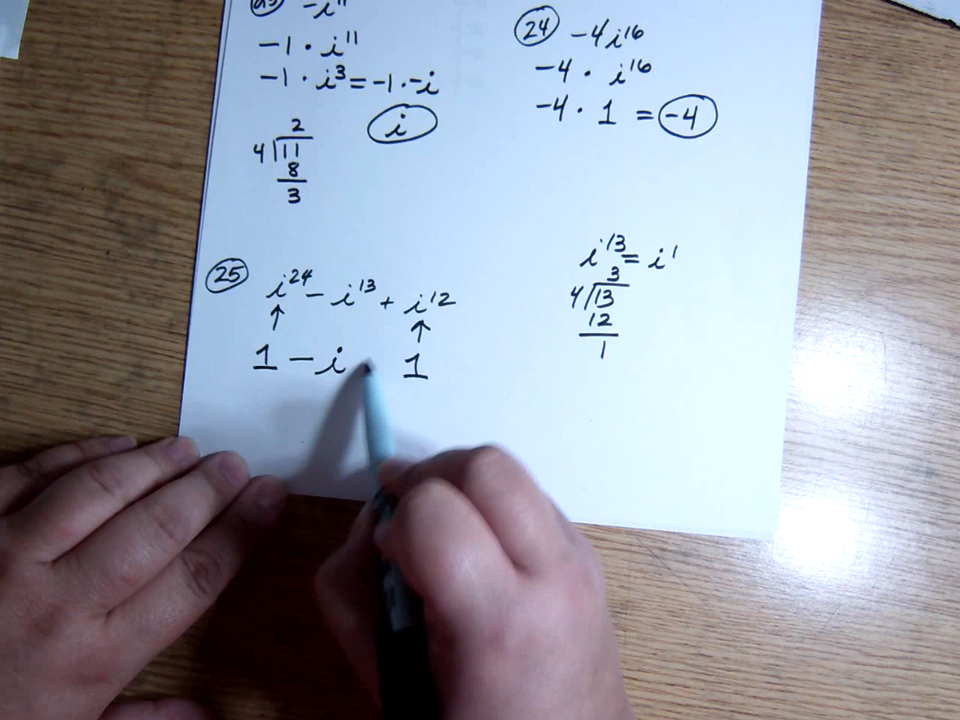 -i¹¹
-1 · i¹¹
-1 · i³ = -1 · -i
i
2
4 11
8
3
24 -4i¹⁶
-4 · i¹⁶
-4 · 1 = -4
25 i²⁴ - i¹³ + i¹²
↑ ↑
1 - i 1
i¹³ = i¹
3
4 13
12
1